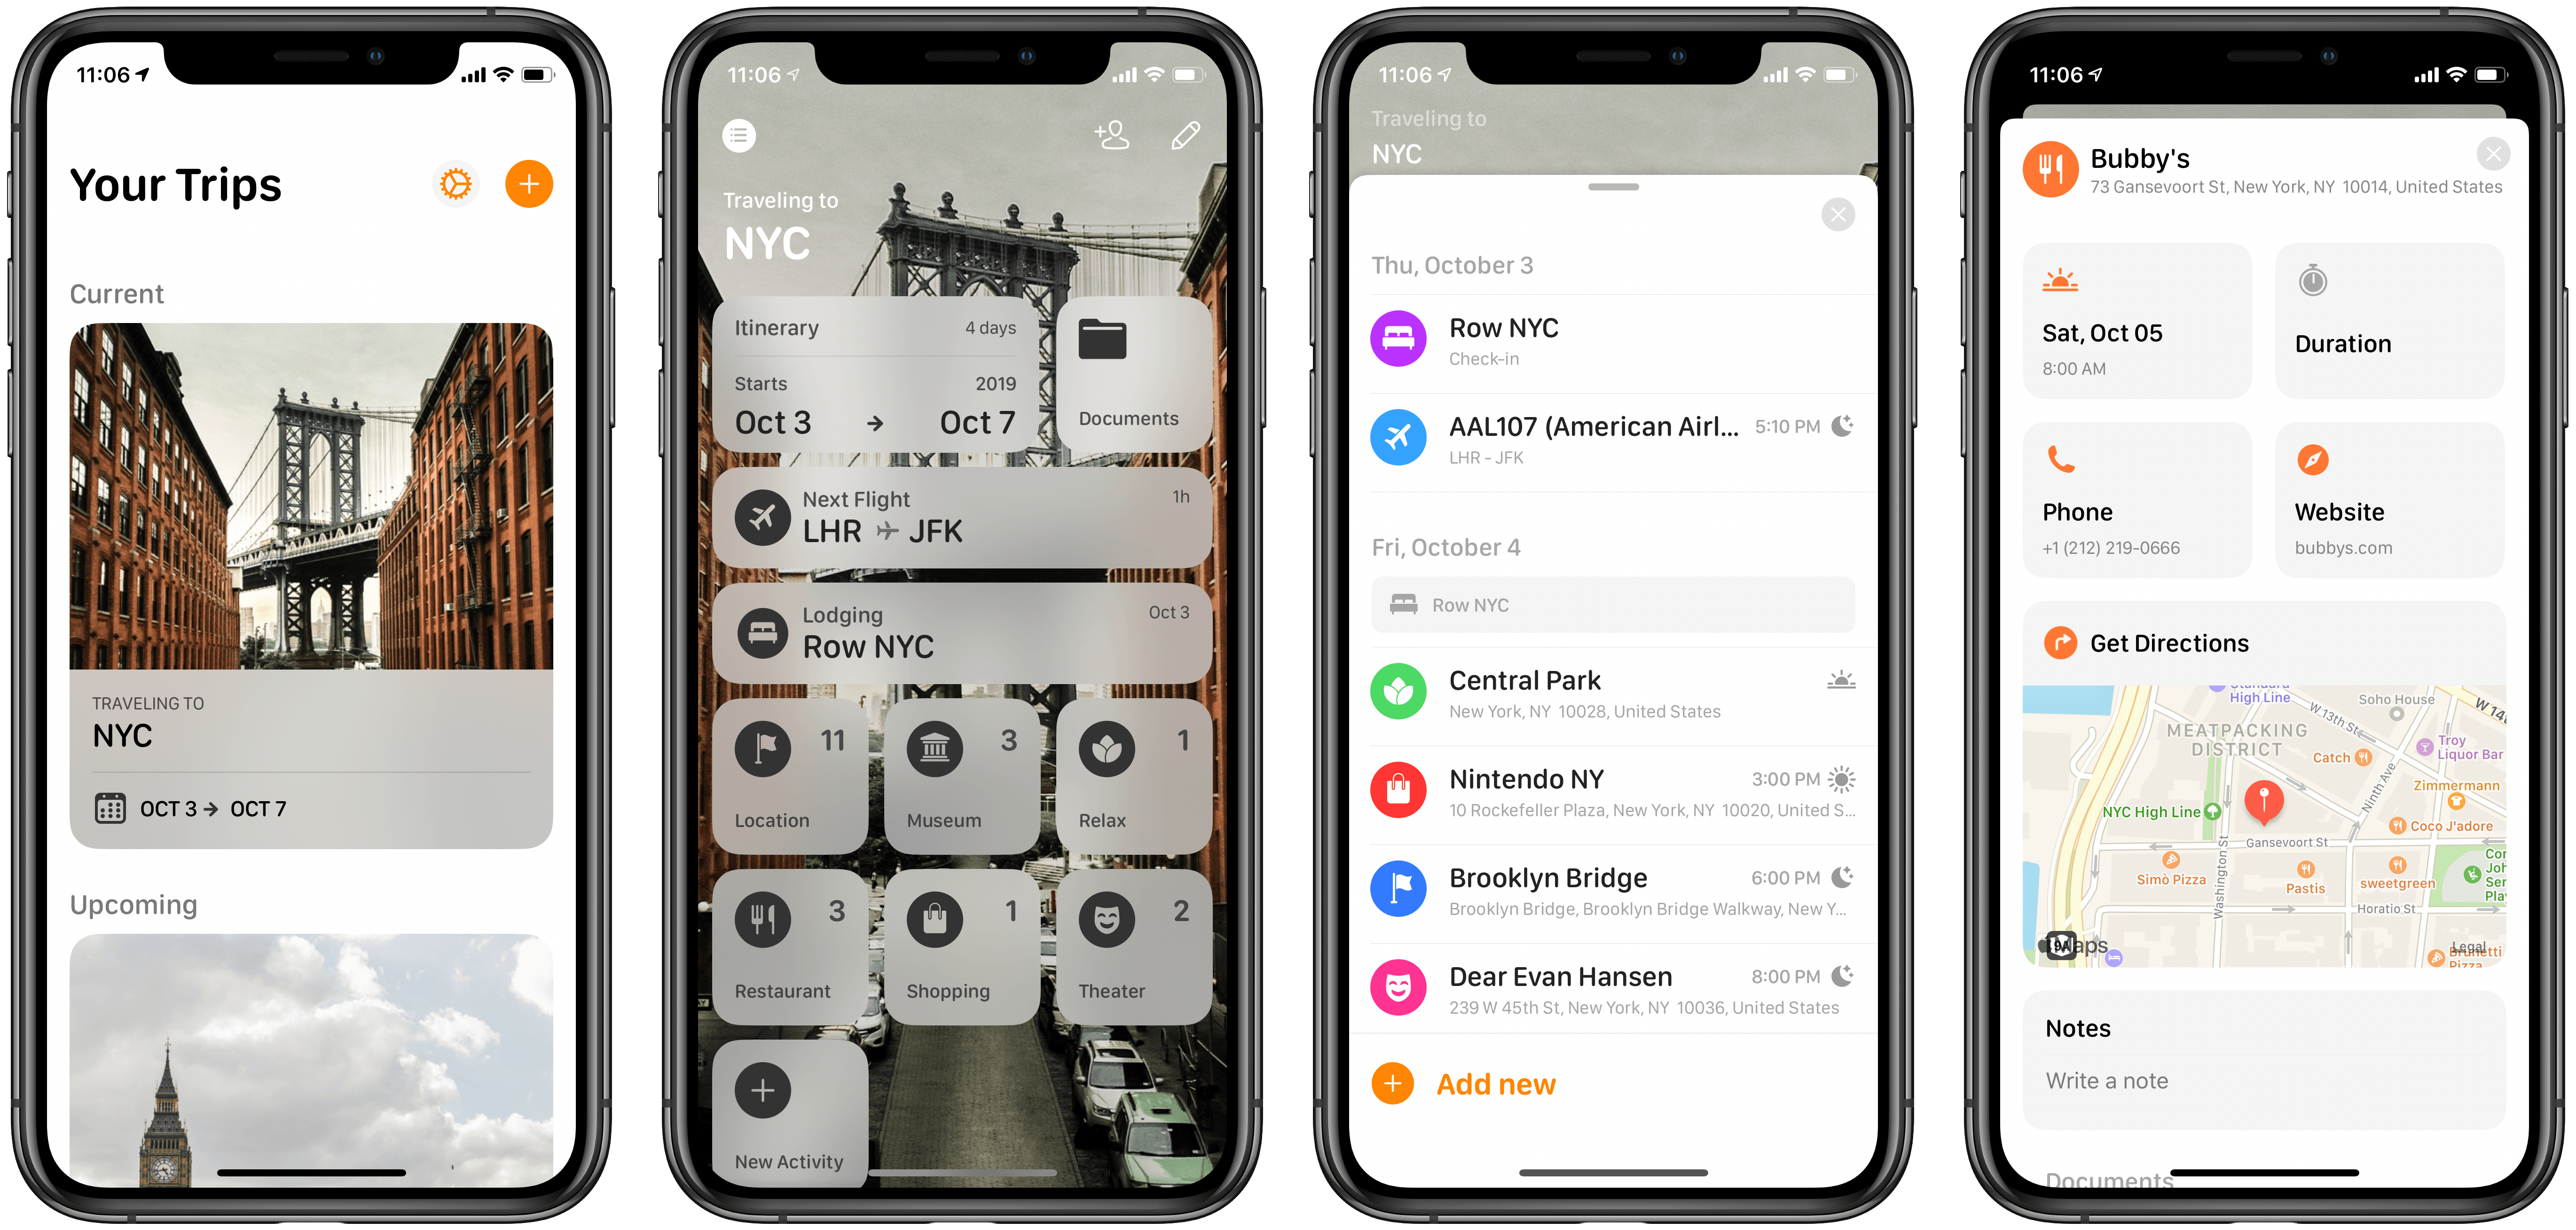 11:06
Your Trips
Current
TRAVELING TO
NYC
OCT 3 → OCT 7
Upcoming
11:06
Traveling to
NYC
Itinerary 4 days
Starts 2019
Oct 3 → Oct 7
Documents
Next Flight 1h
LHR JFK
Lodging Oct 3
Row NYC
11 3 1
Location Museum Relax
3 1 2
Restaurant Shopping Theater
New Activity
11:06
Traveling to
NYC
Thu, October 3
Row NYC
Check-in
AAL107 (American Airl... 5:10 PM
LHR - JFK
Fri, October 4
Row NYC
Central Park
New York, NY 10028, United States
Nintendo NY 3:00 PM
10 Rockefeller Plaza, New York, NY 10020, United S...
Brooklyn Bridge 6:00 PM
Brooklyn Bridge, Brooklyn Bridge Walkway, New Y...
Dear Evan Hansen 8:00 PM
239 W 45th St, New York, NY 10036, United States
Add new
11:06
Bubby's
73 Gansevoort St, New York, NY 10014, United States
Sat, Oct 05
8:00 AM
Duration
Phone
+1 (212) 219-0666
Website
bubbys.com
Get Directions
High Line
Soho House
W 13th St
W 14t
MEATPACKING
DISTRICT
Troy
Liquor Bar
Catch
Zimmermann
Ninth Ave
NYC High Line
Coco J'adore
Gansevoort St
Washington St
Simò Pizza
Pastis
sweetgreen
Horatio St
Legal
Pizza
Notes
Write a note
Documents